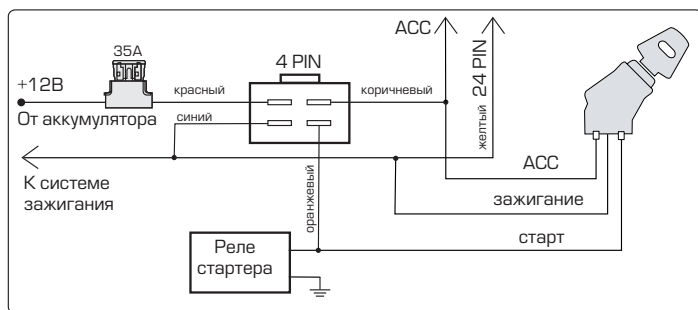 35А
4 PIN
ACC
желтый 24 PIN
+12В
красный
коричневый
От аккумулятора
синий
АСС
К системе
зажигания
зажигание
оранжевый
старт
Реле
стартера